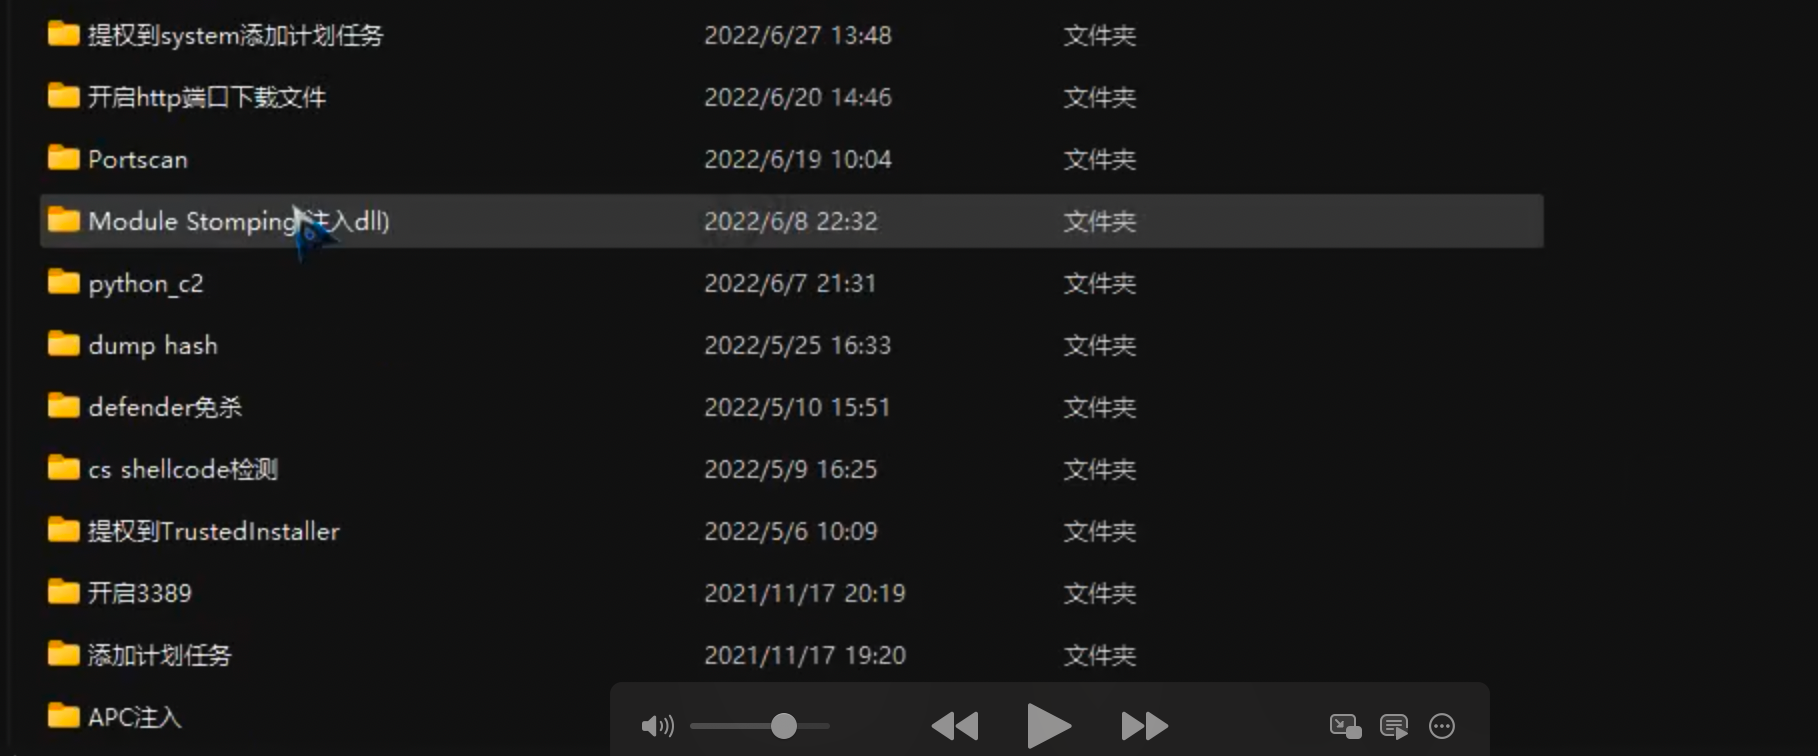 提权到system添加计划任务 2022/6/27 13:48 文件夹
开启http端口下载文件 2022/6/20 14:46 文件夹
Portscan 2022/6/19 10:04 文件夹
Module Stomping(注入dll) 2022/6/8 22:32 文件夹
python_c2 2022/6/7 21:31 文件夹
dump hash 2022/5/25 16:33 文件夹
defender免杀 2022/5/10 15:51 文件夹
cs shellcode检测 2022/5/9 16:25 文件夹
提权到TrustedInstaller 2022/5/6 10:09 文件夹
开启3389 2021/11/17 20:19 文件夹
添加计划任务 2021/11/17 19:20 文件夹
APC注入